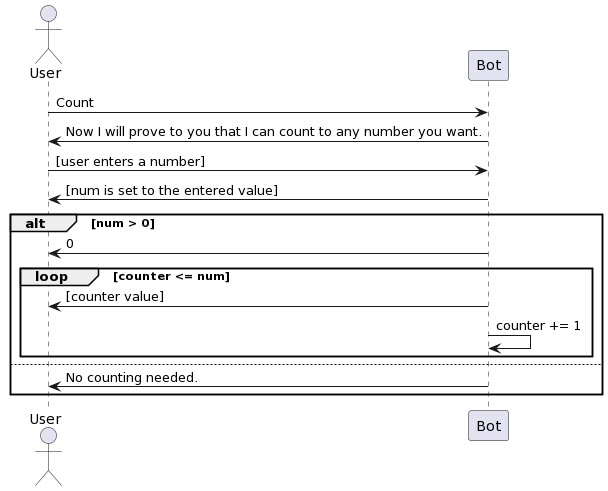 User
Bot
Count
Now I will prove to you that I can count to any number you want.
[user enters a number]
[num is set to the entered value]
alt [num > 0]
0
loop [counter <= num]
[counter value]
counter += 1
No counting needed.
User
Bot